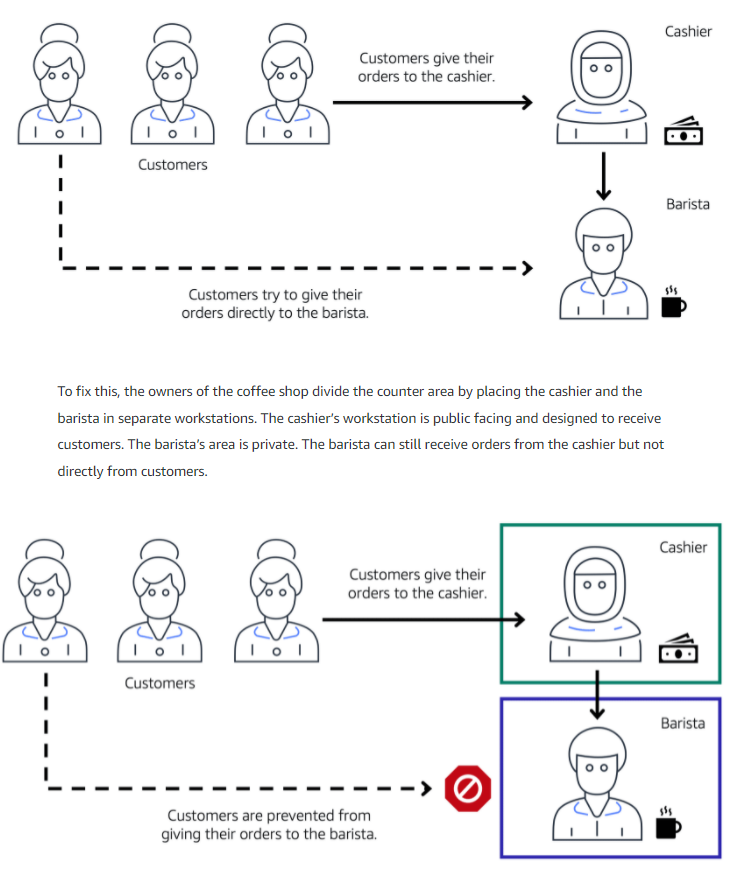 Cashier
Customers give their
orders to the cashier.
Customers
Barista
Customers try to give their
orders directly to the barista.
To fix this, the owners of the coffee shop divide the counter area by placing the cashier and the
barista in separate workstations. The cashier’s workstation is public facing and designed to receive
customers. The barista’s area is private. The barista can still receive orders from the cashier but not
directly from customers.
Cashier
Customers give their
orders to the cashier.
Customers
Barista
Customers are prevented from
giving their orders to the barista.